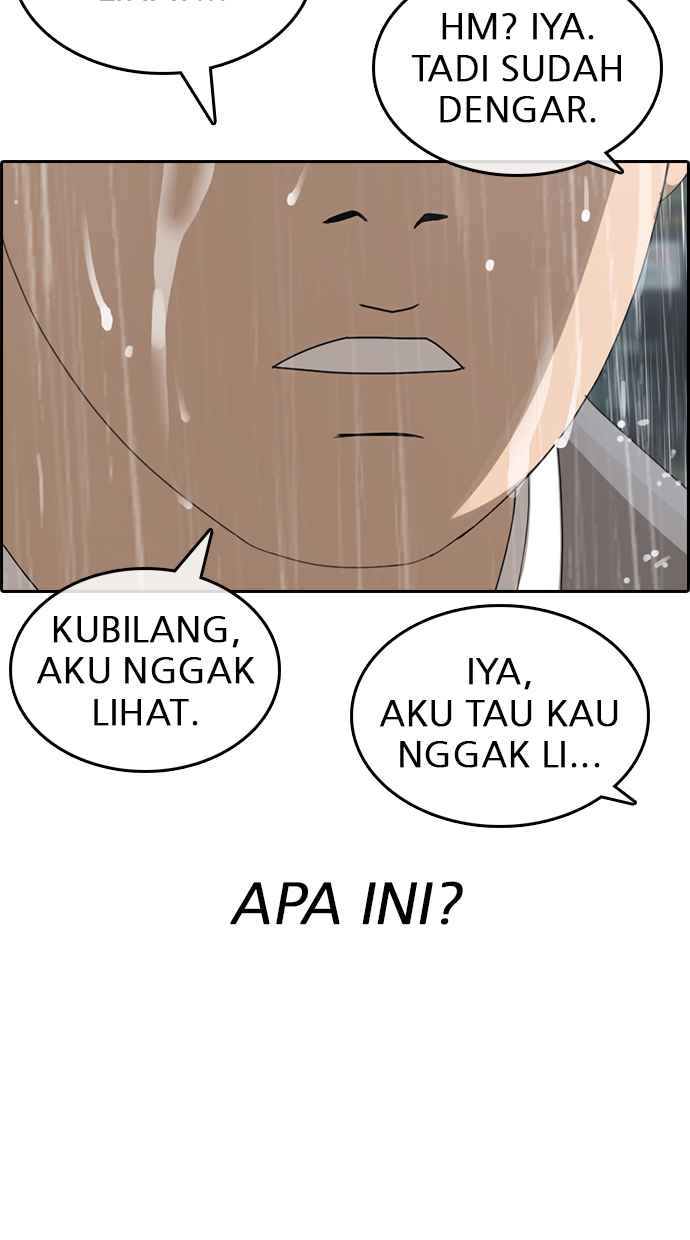 HM? IYA.
TADI SUDAH
DENGAR.
KUBILANG,
AKU NGGAK
LIHAT.
IYA,
AKU TAU KAU
NGGAK LI...
APA INI?